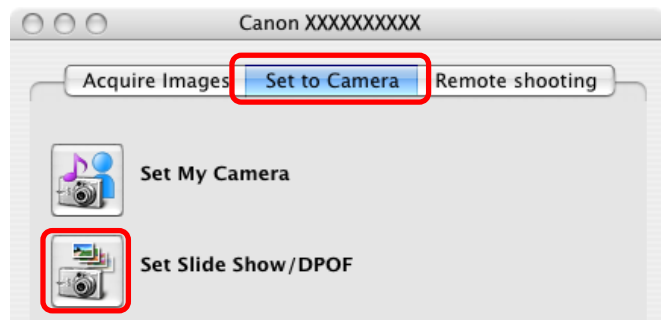 Canon XXXXXXXXXX
Acquire Images Set to Camera Remote shooting
Set My Camera
Set Slide Show/DPOF